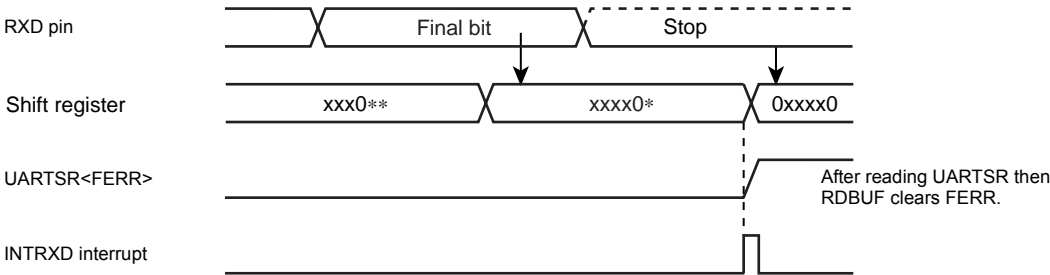 RXD pin
Final bit
Stop
Shift register
xxx0**
xxxx0*
0xxxx0
UARTSR<FERR>
After reading UARTSR then
RDBUF clears FERR.
INTRXD interrupt